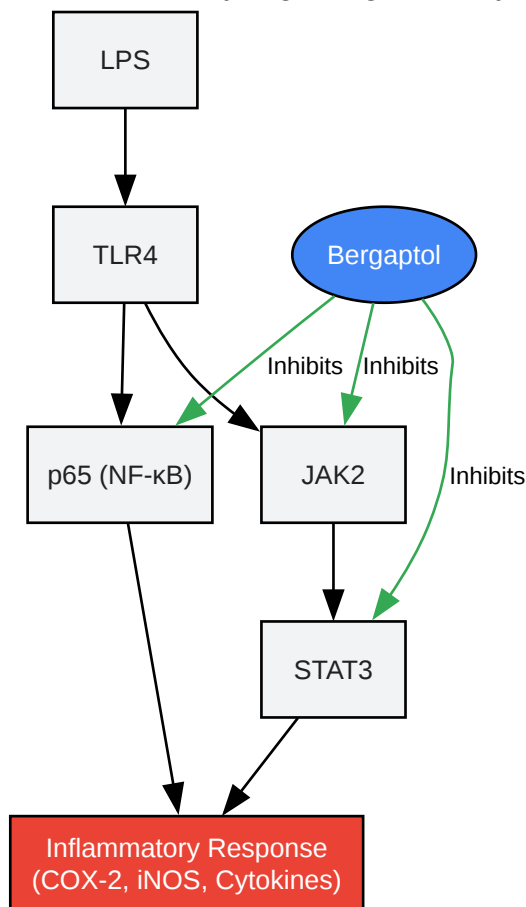 LPS
TLR4
Bergaptol
Inhibits
Inhibits
p65 (NF-κB)
JAK2
Inhibits
STAT3
Inflammatory Response
(COX-2, iNOS, Cytokines)